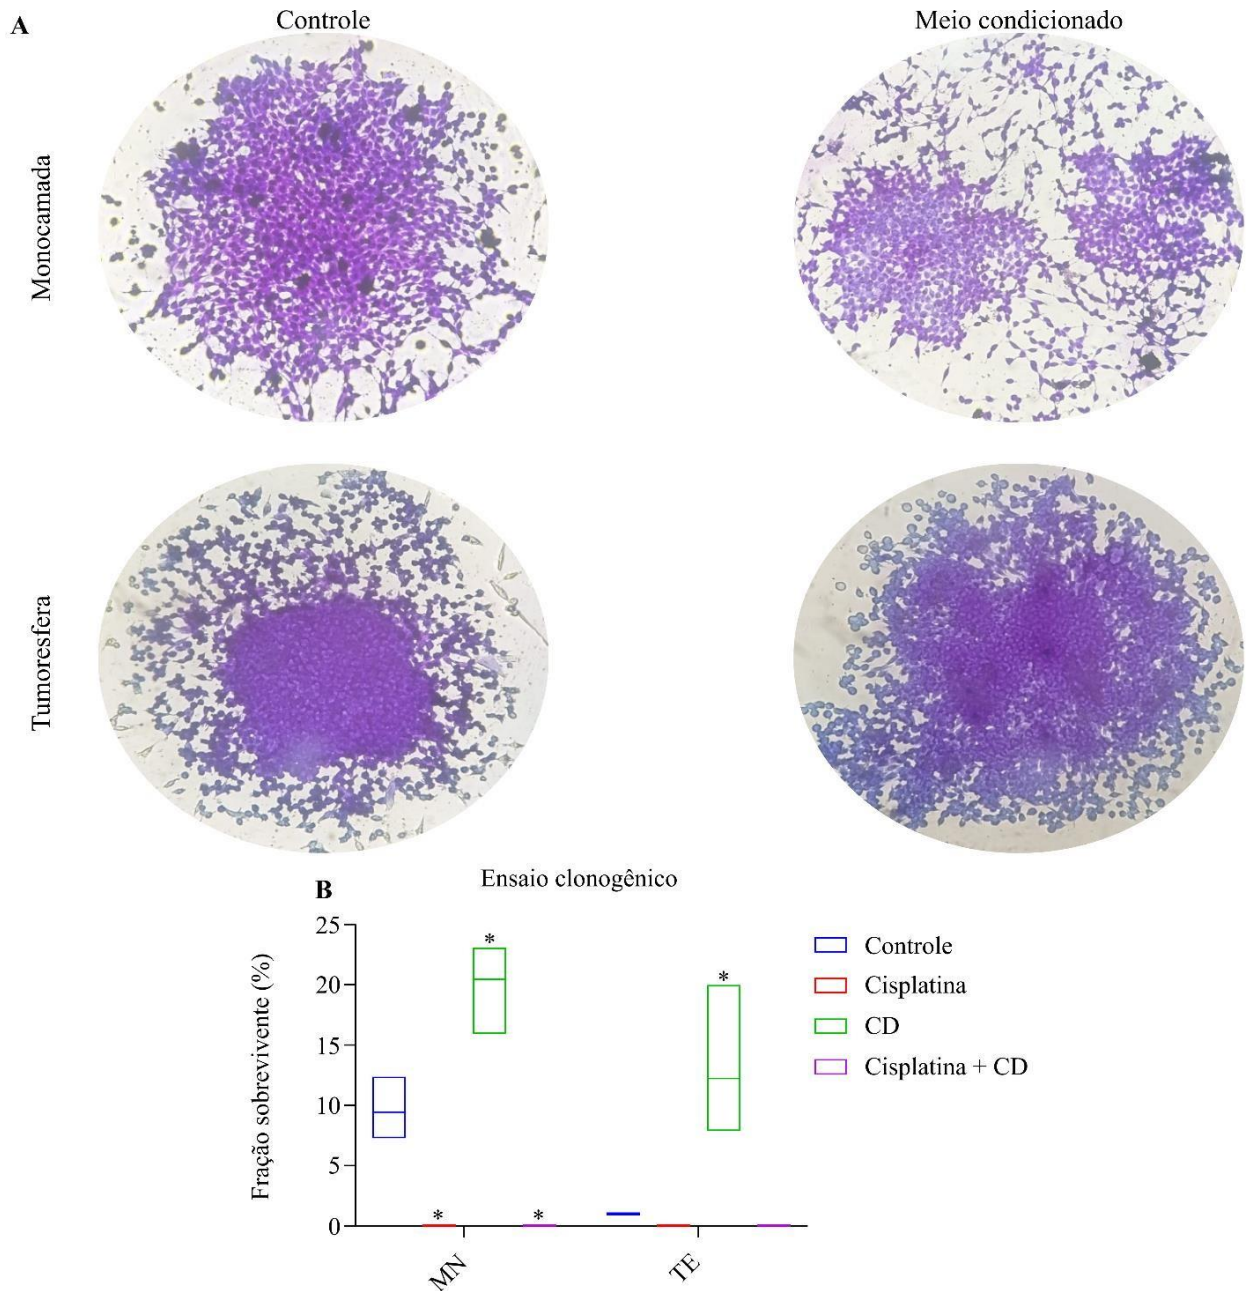 A
Controle
Meio condicionado
Monocamada
Tumoresfera
B
Ensaio clonogênico
Fração sobrevivente (%)
25
20
15
10
5
0
*
*
*
*
MN
TE
Controle
Cisplatina
CD
Cisplatina + CD